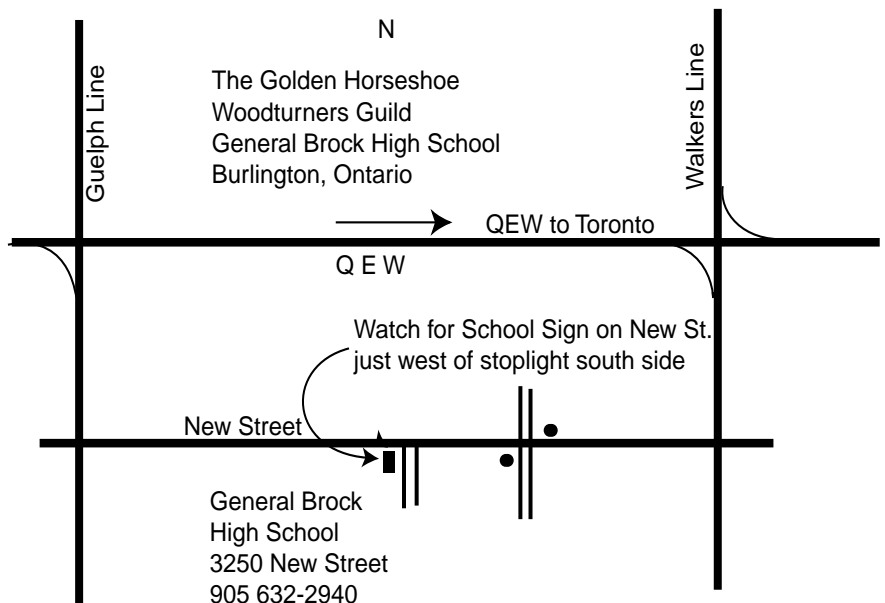 N
The Golden Horseshoe
Woodturners Guild
General Brock High School
Burlington, Ontario
Guelph Line
Walkers Line
QEW to Toronto
Q E W
Watch for School Sign on New St.
just west of stoplight south side
New Street
General Brock
High School
3250 New Street
905 632-2940